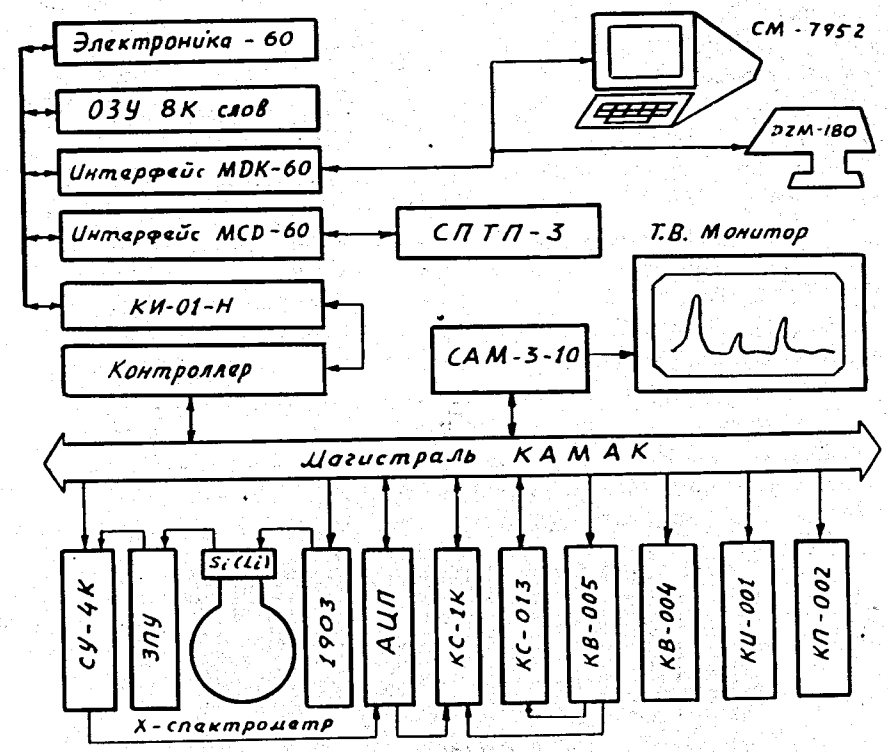 Электроника - 60
СМ - 7952
ОЗУ 8К слов
DZM-180
Интерфейс MDK-60
Интерфейс MCD-60
СПТП-3
Т.В. Монитор
КИ-01-Н
САМ-3-10
Контроллер
Магистраль КАМАК
СУ-4К
ЗПУ
Si(Li)
1903
АЦП
КС-1К
КС-013
КВ-005
КВ-004
КЦ-001
КП-002
Х-спектрометр